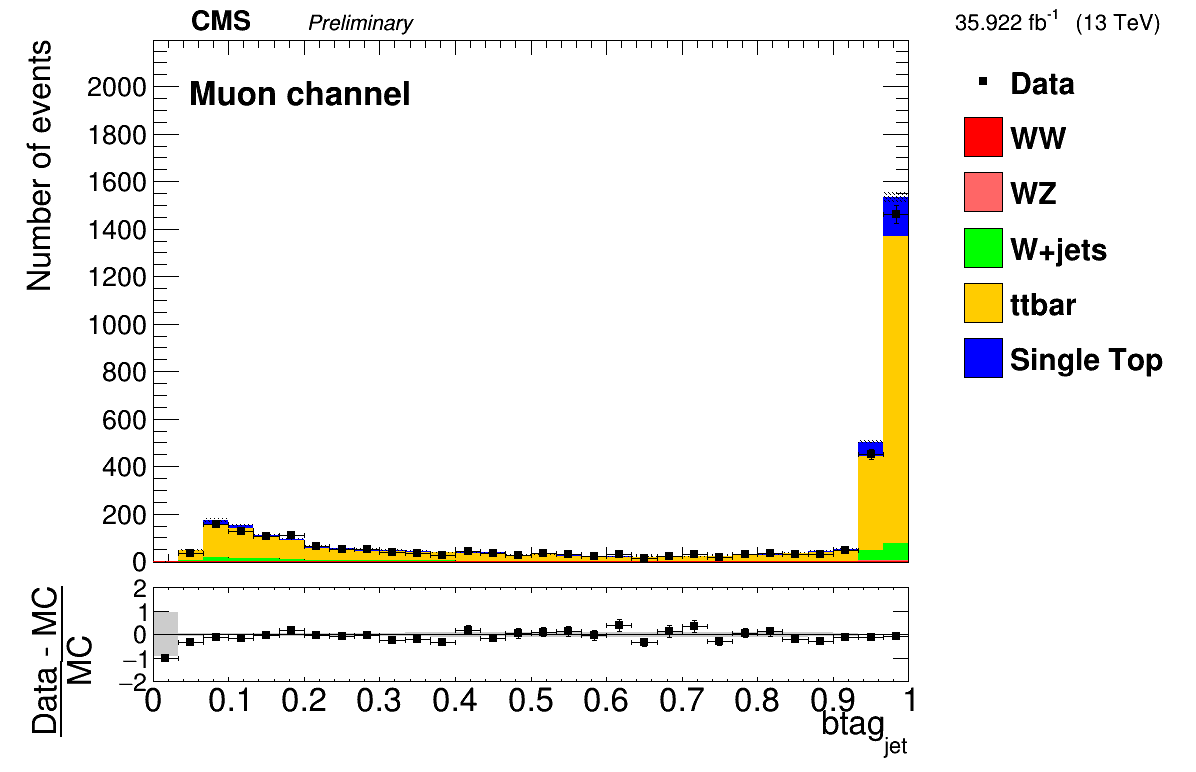 CMS Preliminary 35.922 fb-1 (13 TeV)
Number of events
2000
1800
1600
1400
1200
1000
800
600
400
200
0
Muon channel
Data
WW
WZ
W+jets
ttbar
Single Top
Data - MC
MC
2
1
0
−1
−2
0 0.1 0.2 0.3 0.4 0.5 0.6 0.7 0.8 0.9 1
btag jet